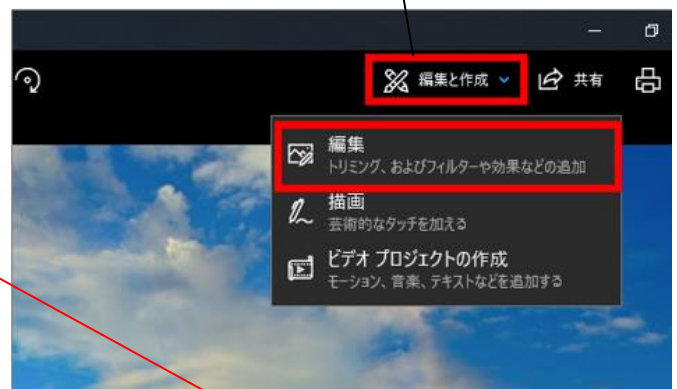 編集と作成
共有
編集
トリミング、およびフィルターや効果などの追加
描画
芸術的なタッチを加える
ビデオ プロジェクトの作成
モーション、音楽、テキストなどを追加する